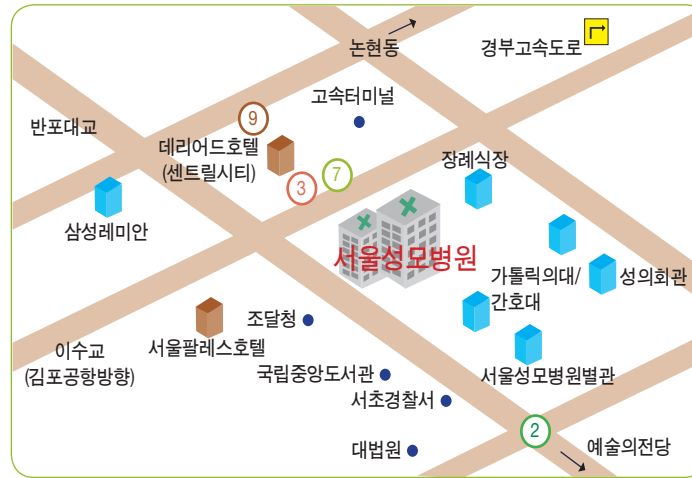 논현동
경부고속도로
고속터미널
반포대교
9
데리어드호텔
(센트럴시티)
장례식장
7
3
삼성레미안
서울성모병원
가톨릭의대/
간호대
성의회관
조달청
서울팔레스호텔
이수교
(김포공항방향)
국립중앙도서관
서울성모병원별관
서초경찰서
2
대법원
예술의전당